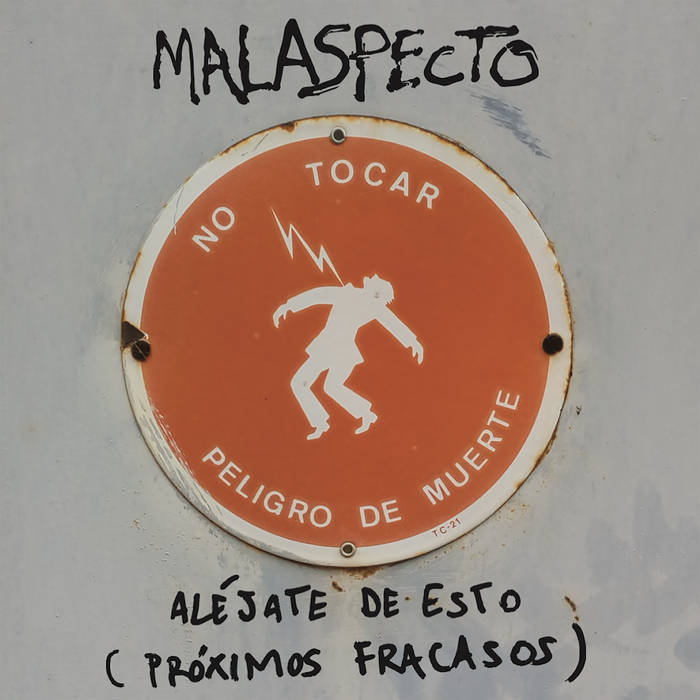 MALASPECTO
NO TOCAR
PELIGRO DE MUERTE
TC-21
ALÉJATE DE ESTO
(PRÓXIMOS FRACASOS)